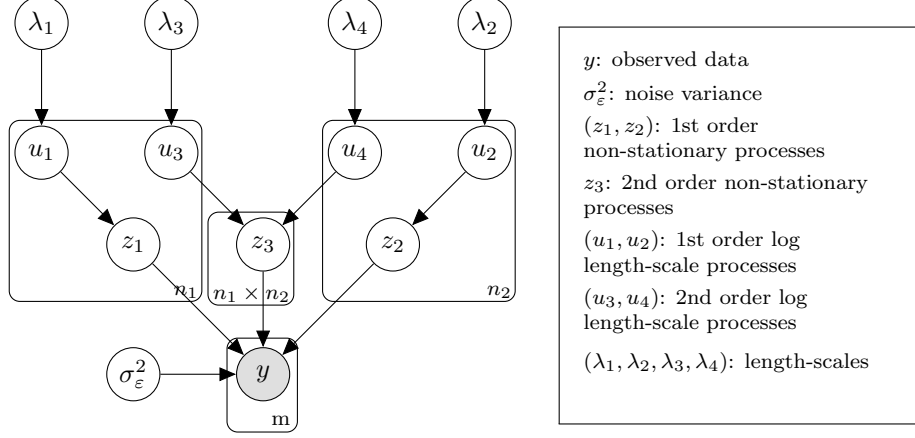 λ₁ λ₃ λ₄ λ₂
u₁ u₃ u₄ u₂
z₁ z₃ z₂
n₁ n₁ × n₂ n₂
σ²_ε y
m
y: observed data
σ²_ε: noise variance
(z₁, z₂): 1st order
non-stationary processes
z₃: 2nd order non-stationary
processes
(u₁, u₂): 1st order log
length-scale processes
(u₃, u₄): 2nd order log
length-scale processes
(λ₁, λ₂, λ₃, λ₄): length-scales